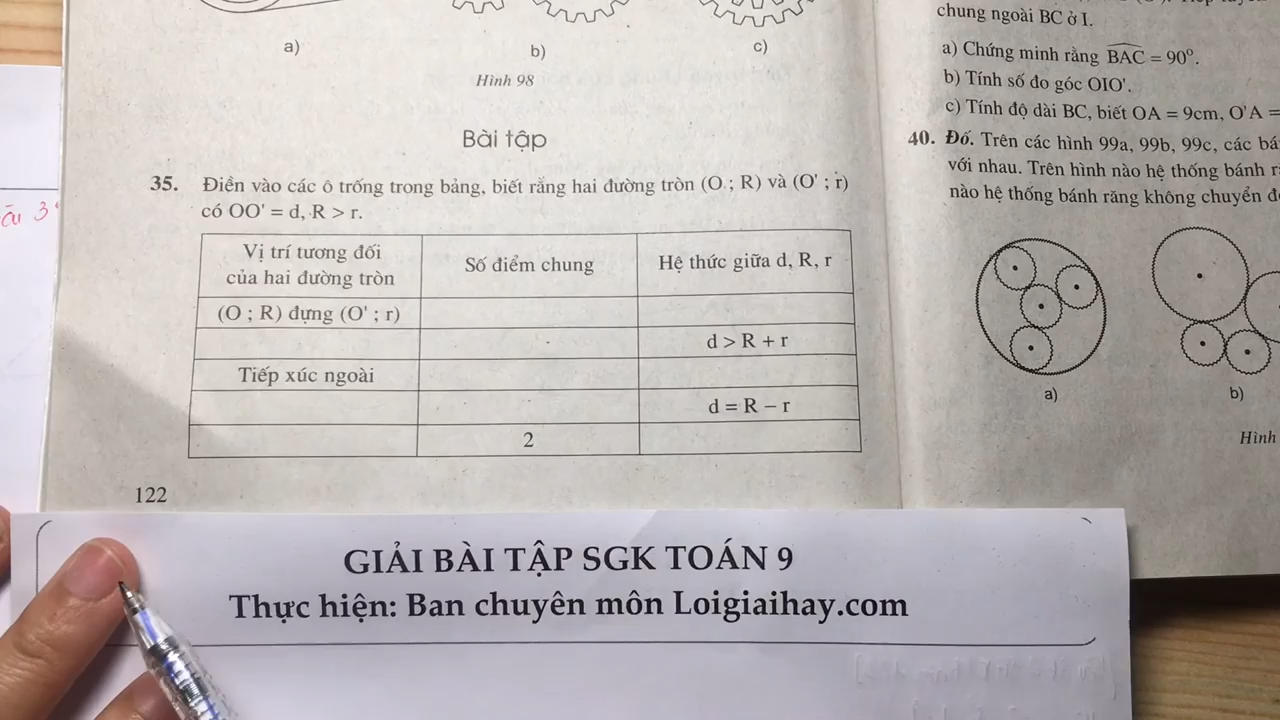 a)
b)
c)
Hình 98
Bài tập
35. Điền vào các ô trống trong bảng, biết rằng hai đường tròn (O ; R) và (O' ; r)
có OO' = d, R > r.
Vị trí tương đối
của hai đường tròn
Số điểm chung
Hệ thức giữa d, R, r
(O ; R) đựng (O' ; r)
d > R + r
Tiếp xúc ngoài
d = R – r
2
122
chung ngoài BC ở I.
a) Chứng minh rằng BAC = 90°.
b) Tính số đo góc OIO'.
c) Tính độ dài BC, biết OA = 9cm, O'A =
40. Đố. Trên các hình 99a, 99b, 99c, các bá
với nhau. Trên hình nào hệ thống bánh r
nào hệ thống bánh răng không chuyển đ
a)
b)
Hình
GIẢI BÀI TẬP SGK TOÁN 9
Thực hiện: Ban chuyên môn Loigiaihay.com